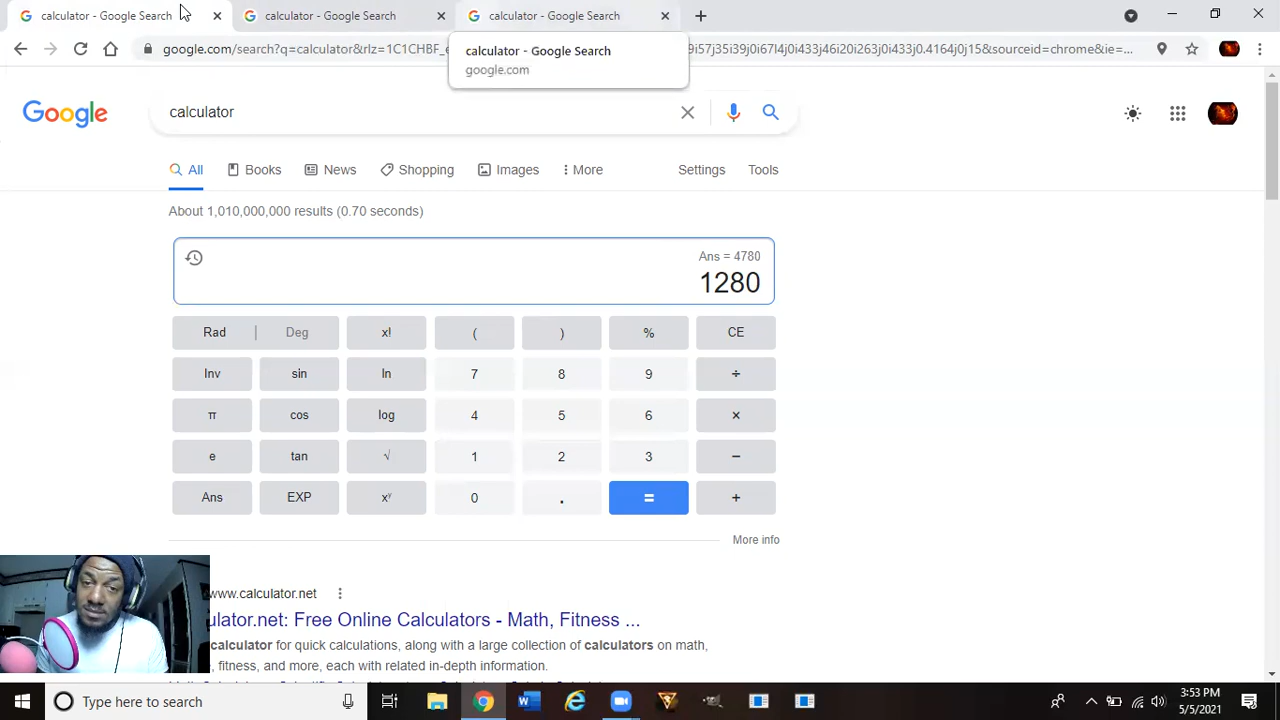 calculator - Google Search
calculator - Google Search
calculator - Google Search
google.com/search?q=calculator&rlz=1C1CHBF_e
9i57j35i39j0i67l4j0i433j46i20i263j0i433j0.4164j0j15&sourceid=chrome&ie=...
calculator - Google Search
google.com
Google
calculator
All
Books
News
Shopping
Images
More
Settings
Tools
About 1,010,000,000 results (0.70 seconds)
Ans = 4780
1280
Rad | Deg x! ( ) % CE
Inv sin ln 7 8 9 ÷
π cos log 4 5 6 ×
e tan √ 1 2 3 −
Ans EXP xʸ 0 . = +
More info
www.calculator.net
ulator.net: Free Online Calculators - Math, Fitness ...
calculator for quick calculations, along with a large collection of calculators on math,
, fitness, and more, each with related in-depth information.
Type here to search
3:53 PM
5/5/2021